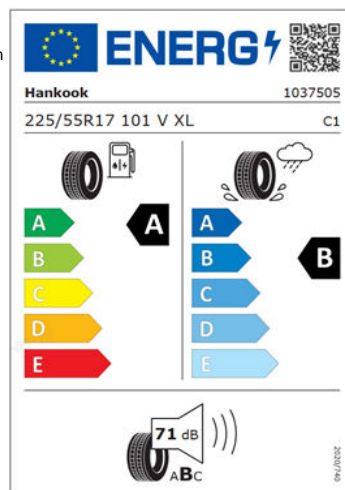 n
ENERG
Hankook 1037505
225/55R17 101 V XL C1
A A A
B B B
C C
D D
E E
71 dB
ABC
2020/740